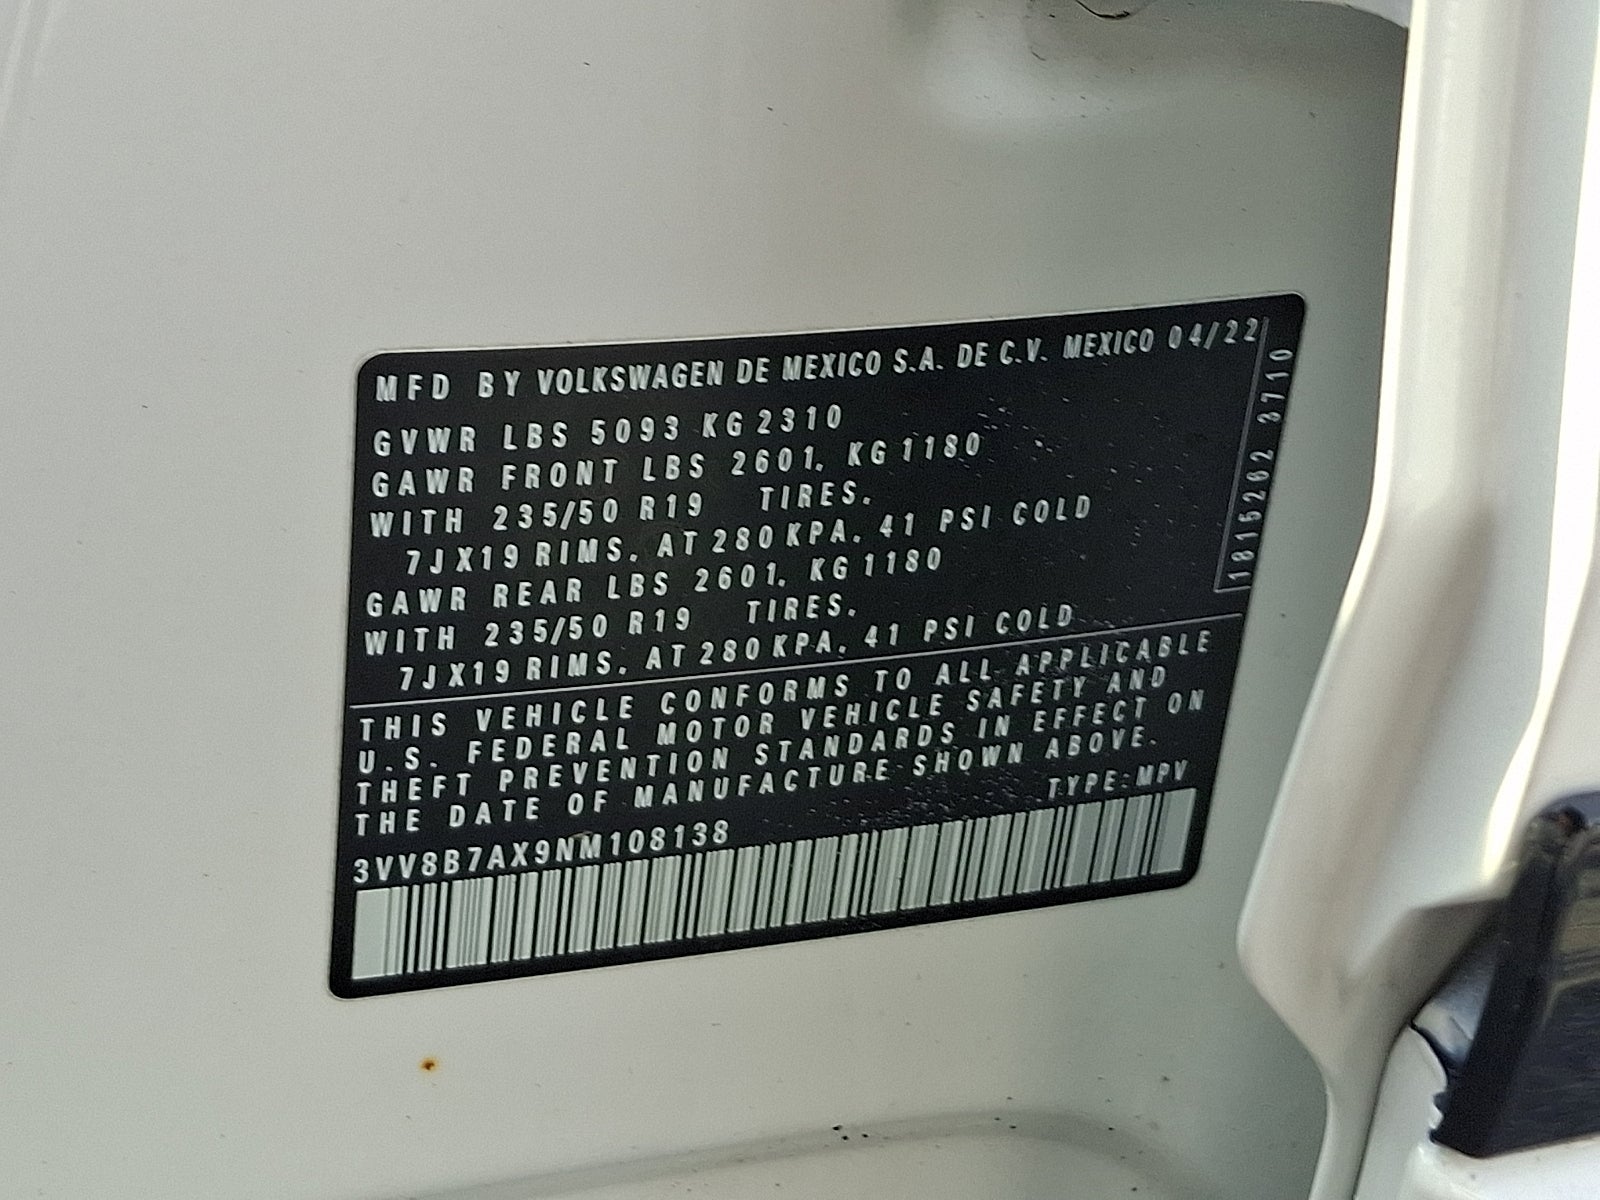 MFD BY VOLKSWAGEN DE MEXICO S.A. DE C.V. MEXICO 04/22
GVWR LBS 5093 KG 2310
GAWR FRONT LBS 2601. KG 1180
WITH 235/50 R19 TIRES.
7JX19 RIMS. AT 280 KPA. 41 PSI COLD
GAWR REAR LBS 2601. KG 1180
WITH 235/50 R19 TIRES.
7JX19 RIMS. AT 280 KPA. 41 PSI COLD
1815262 3710
THIS VEHICLE CONFORMS TO ALL APPLICABLE
U.S. FEDERAL MOTOR VEHICLE SAFETY AND
THEFT PREVENTION STANDARDS IN EFFECT ON
THE DATE OF MANUFACTURE SHOWN ABOVE.
TYPE:MPV
3VV8B7AX9NM108138